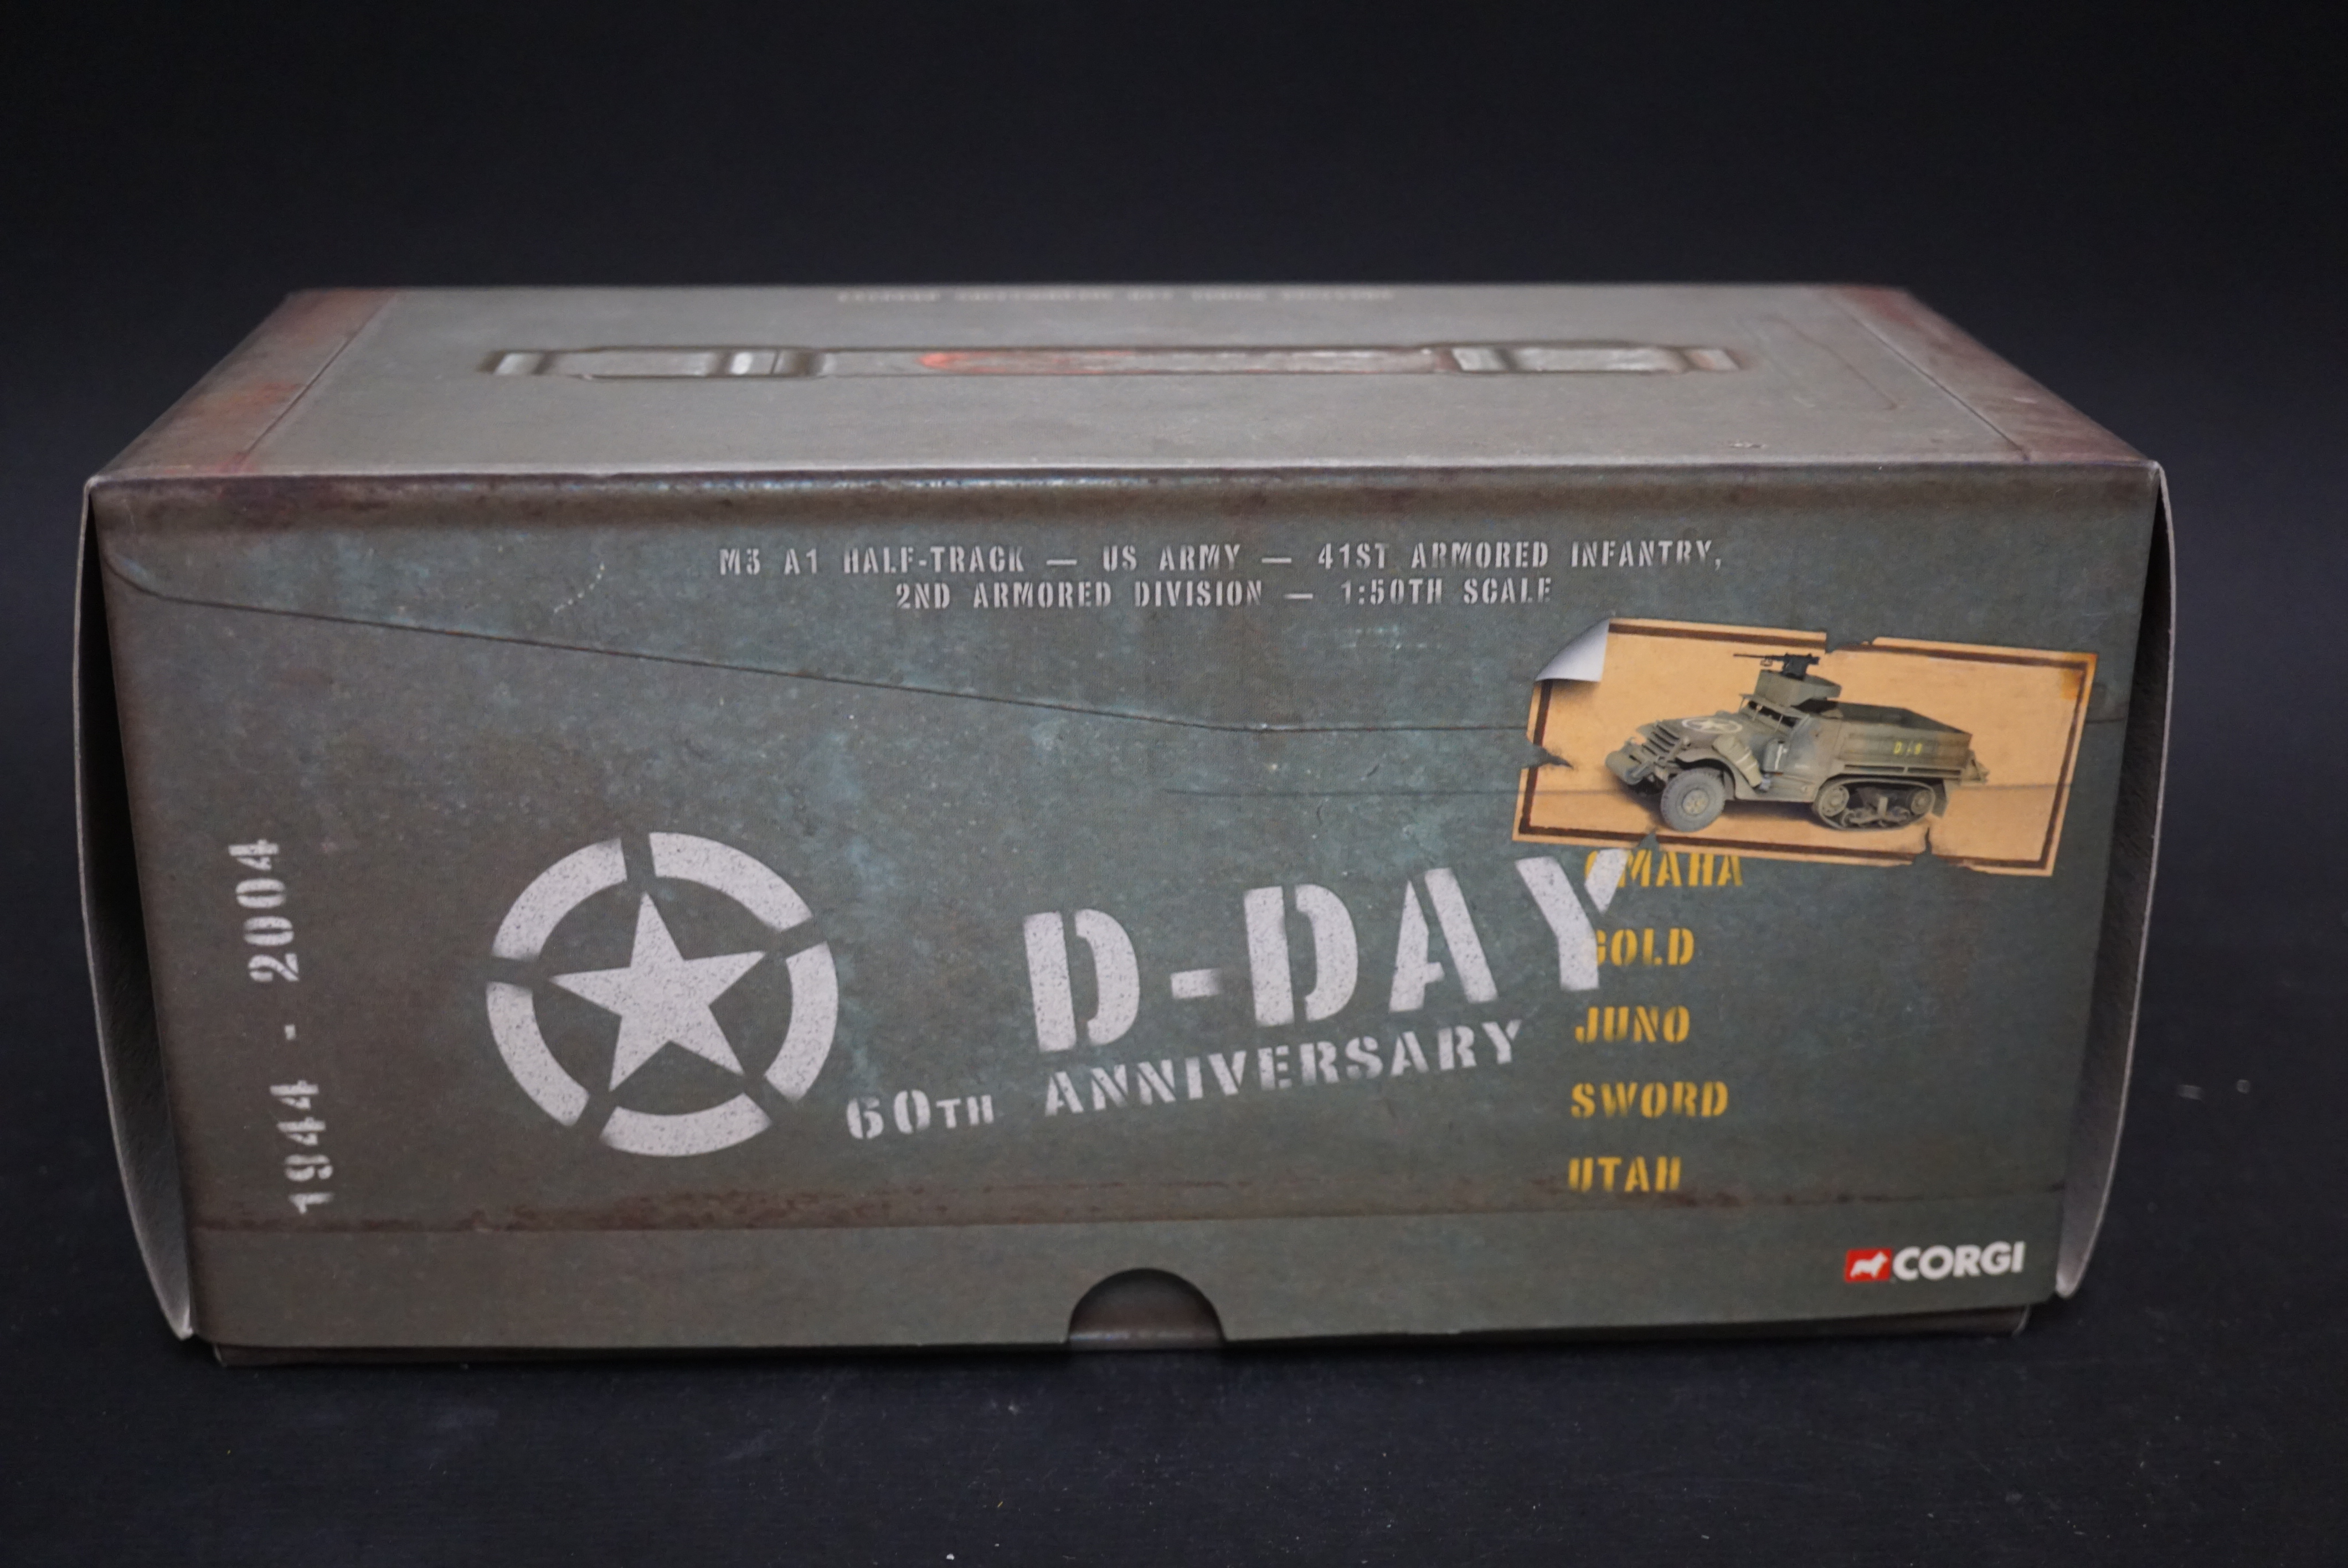 M3 A1 HALF-TRACK — US ARMY — 41ST ARMORED INFANTRY,
2ND ARMORED DIVISION — 1:50TH SCALE
1944 - 2004
D-DAY
60TH ANNIVERSARY
OMAHA
GOLD
JUNO
SWORD
UTAH
CORGI